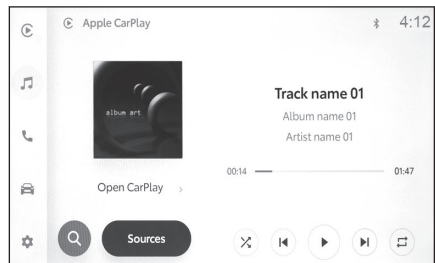 Apple CarPlay
4:12
album art
Track name 01
Album name 01
Artist name 01
00:14
01:47
Open CarPlay
Sources